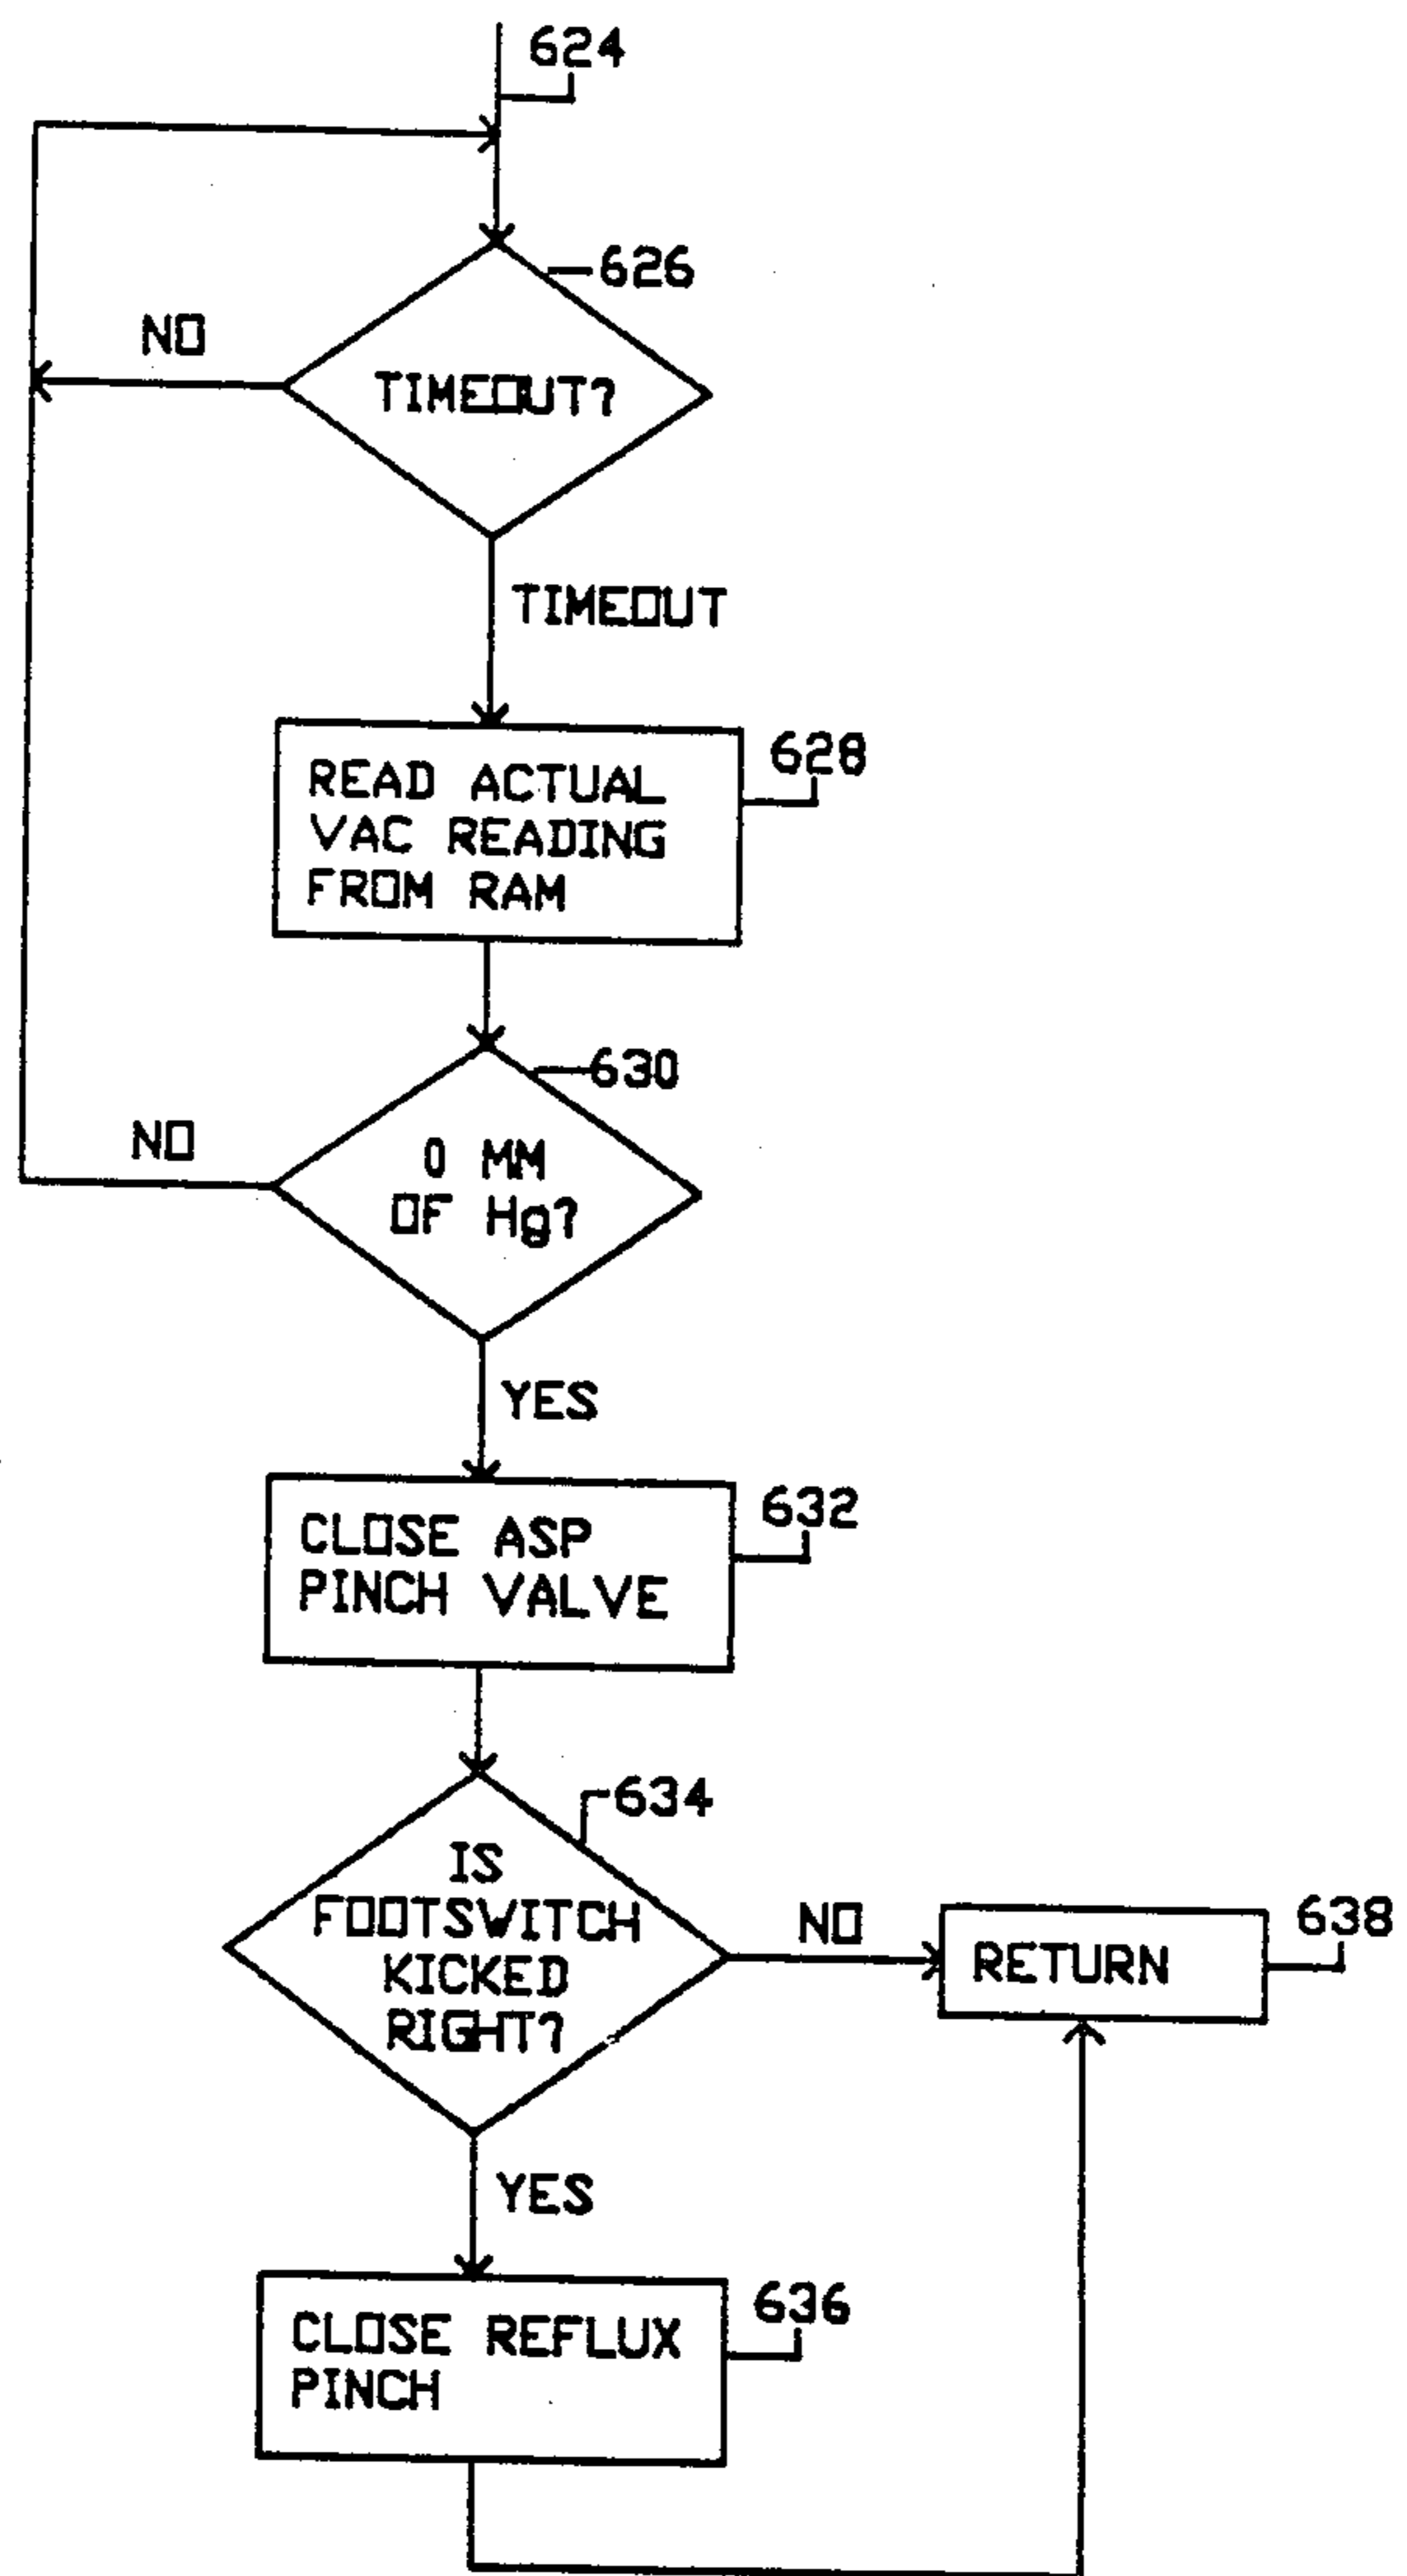 624
626
NO
TIMEOUT?
TIMEOUT
628
READ ACTUAL
VAC READING
FROM RAM
630
NO
0 MM
OF Hg?
YES
632
CLOSE ASP
PINCH VALVE
634
IS
FOOTSWITCH
KICKED
RIGHT?
NO
638
RETURN
YES
636
CLOSE REFLUX
PINCH